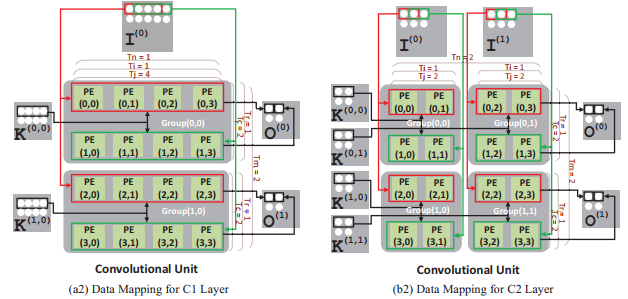 I(0)
Tn = 1
Ti = 1
Tj = 4
PE (0,0) PE (0,1) PE (0,2) PE (0,3)
K(0,0)
Group(0,0)
O(0)
PE (1,0) PE (1,1) PE (1,2) PE (1,3)
Tc = 2
Tr = 1
Tm = 2
PE (2,0) PE (2,1) PE (2,2) PE (2,3)
K(1,0)
Group(1,0)
O(1)
PE (3,0) PE (3,1) PE (3,2) PE (3,3)
Tc = 2
Tr = 1
Convolutional Unit
(a2) Data Mapping for C1 Layer
I(0) I(1)
Tn = 2
Ti = 1 Ti = 1
Tj = 2 Tj = 2
PE (0,0) PE (0,1) PE (0,2) PE (0,3)
K(0,0)
Group(0,0) Group(0,1)
O(0)
K(0,1)
PE (1,0) PE (1,1) PE (1,2) PE (1,3)
Tc = 2
Tr = 1
Tm = 2
K(1,0)
PE (2,0) PE (2,1) PE (2,2) PE (2,3)
Group(1,0) Group(1,1)
O(1)
K(1,1)
PE (3,0) PE (3,1) PE (3,2) PE (3,3)
Tc = 2
Tr = 1
Convolutional Unit
(b2) Data Mapping for C2 Layer